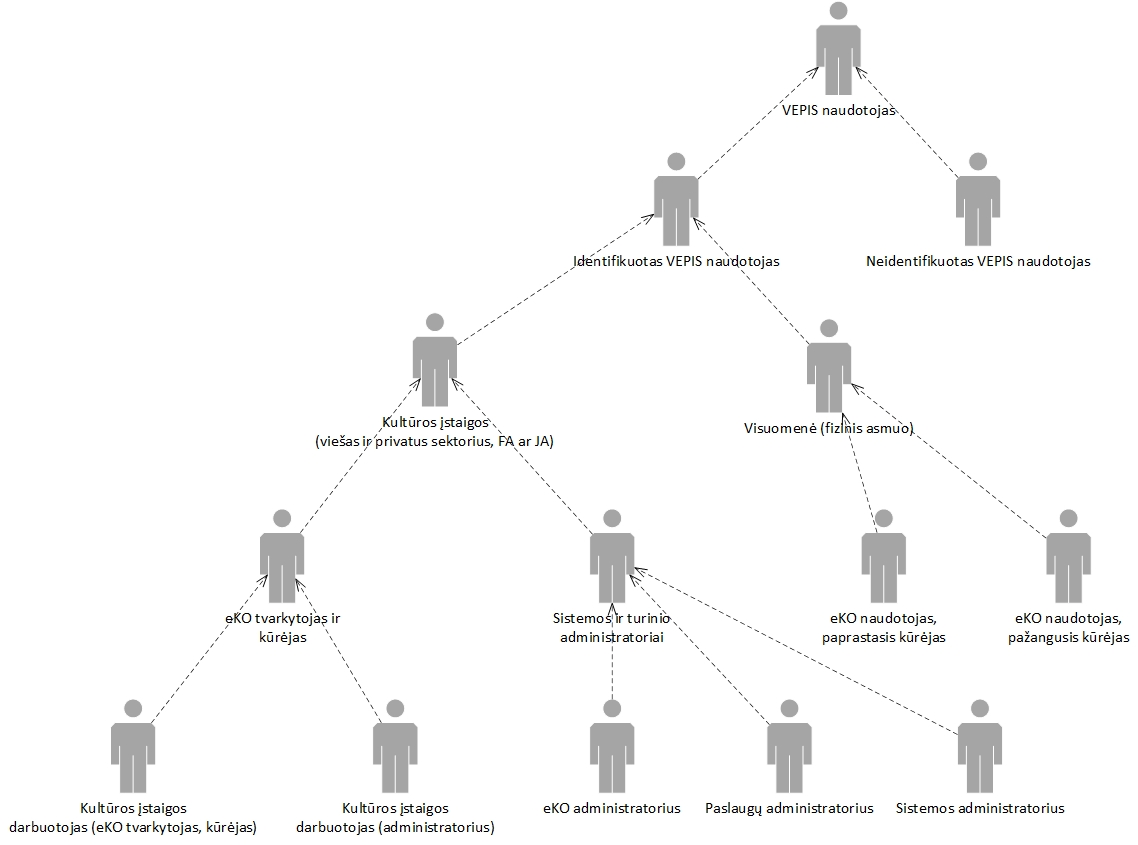 VEPIS naudotojas
Identifikuotas VEPIS naudotojas
Neidentifikuotas VEPIS naudotojas
Kultūros įstaigos
(viešas ir privatus sektorius, FA ar JA)
Visuomenė (fizinis asmuo)
eKO tvarkytojas ir
kūrėjas
Sistemos ir turinio
administratoriai
eKO naudotojas,
paprastasis kūrėjas
eKO naudotojas,
pažangusis kūrėjas
Kultūros įstaigos
darbuotojas (eKO tvarkytojas, kūrėjas)
Kultūros įstaigos
darbuotojas (administratorius)
eKO administratorius
Paslaugų administratorius
Sistemos administratorius